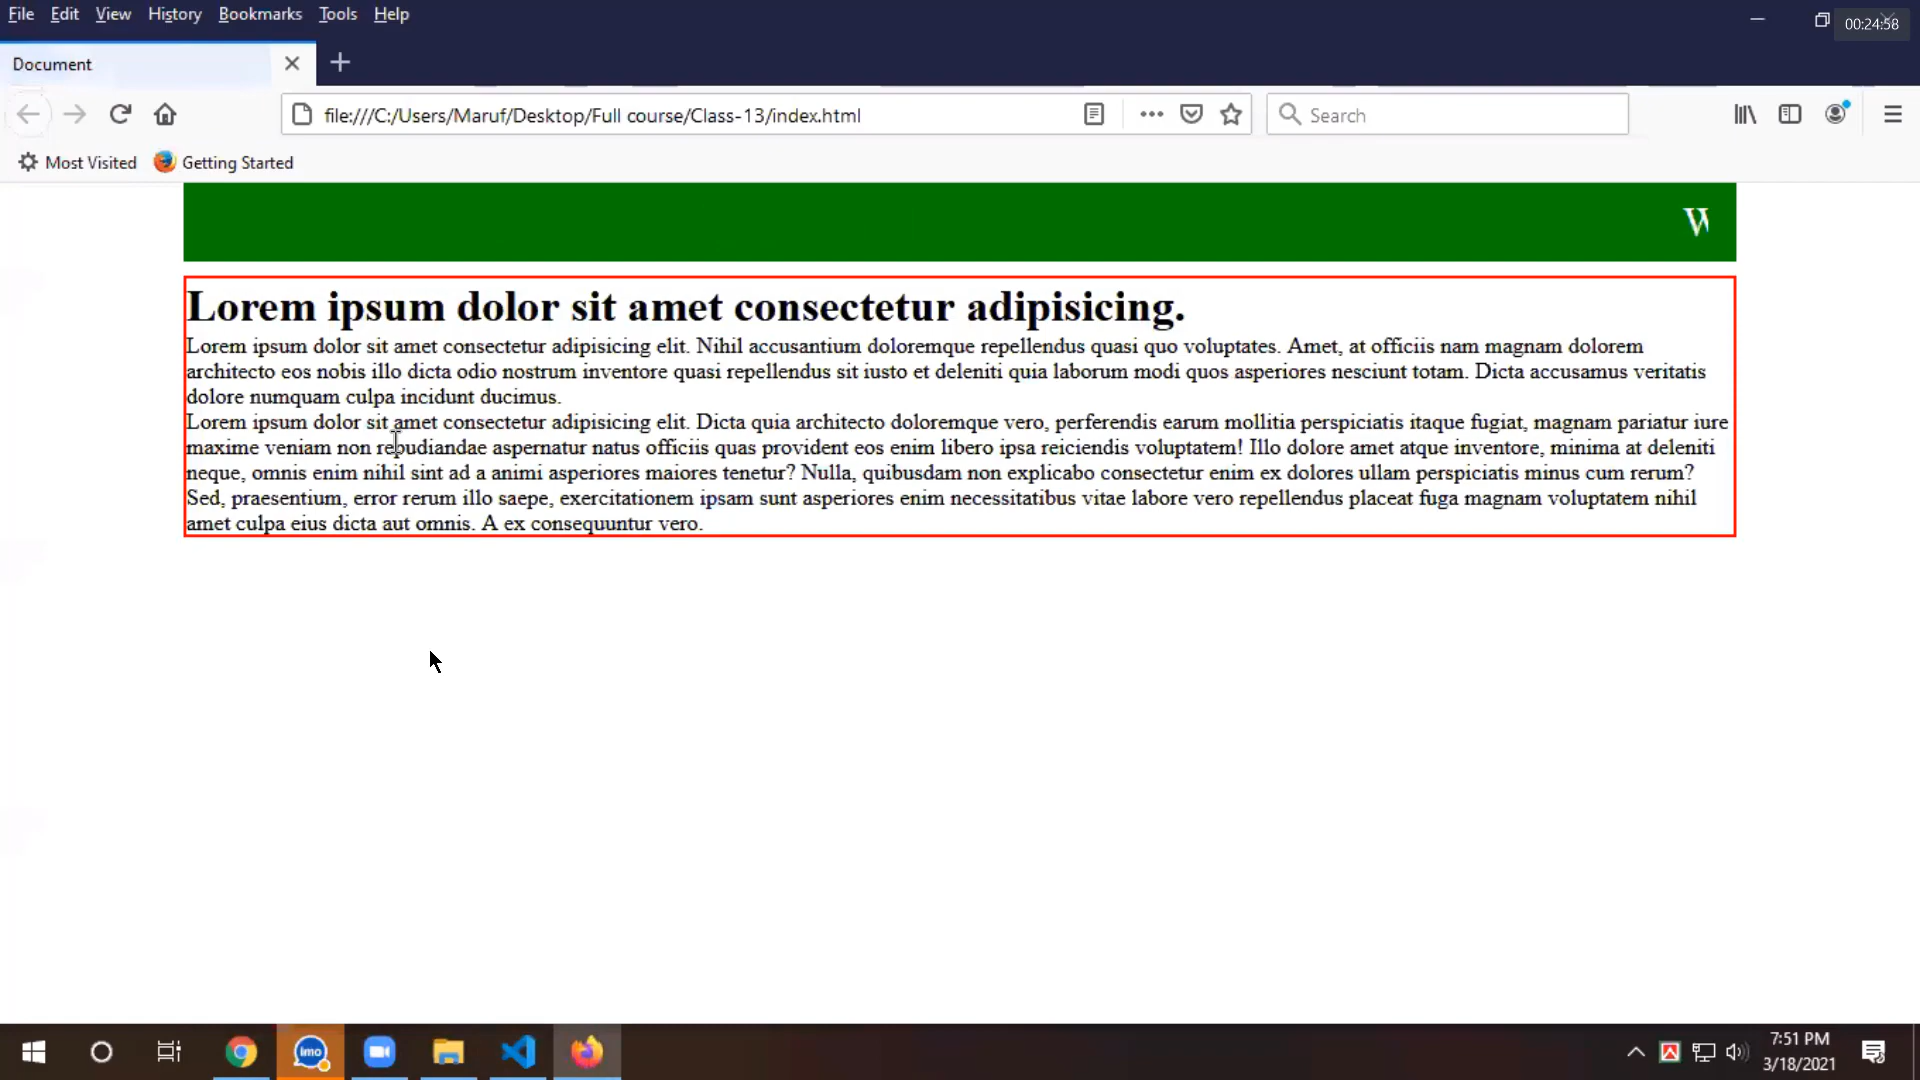 File Edit View History Bookmarks Tools Help
00:24:58
Document
file:///C:/Users/Maruf/Desktop/Full course/Class-13/index.html
Search
Most Visited Getting Started
W
Lorem ipsum dolor sit amet consectetur adipisicing.
Lorem ipsum dolor sit amet consectetur adipisicing elit. Nihil accusantium doloremque repellendus quasi quo voluptates. Amet, at officiis nam magnam dolorem
architecto eos nobis illo dicta odio nostrum inventore quasi repellendus sit iusto et deleniti quia laborum modi quos asperiores nesciunt totam. Dicta accusamus veritatis
dolore numquam culpa incidunt ducimus.
Lorem ipsum dolor sit amet consectetur adipisicing elit. Dicta quia architecto doloremque vero, perferendis earum mollitia perspiciatis itaque fugiat, magnam pariatur iure
maxime veniam non repudiandae aspernatur natus officiis quas provident eos enim libero ipsa reiciendis voluptatem! Illo dolore amet atque inventore, minima at deleniti
neque, omnis enim nihil sint ad a animi asperiores maiores tenetur? Nulla, quibusdam non explicabo consectetur enim ex dolores ullam perspiciatis minus cum rerum?
Sed, praesentium, error rerum illo saepe, exercitationem ipsam sunt asperiores enim necessitatibus vitae labore vero repellendus placeat fuga magnam voluptatem nihil
amet culpa eius dicta aut omnis. A ex consequuntur vero.
imo
7:51 PM
3/18/2021